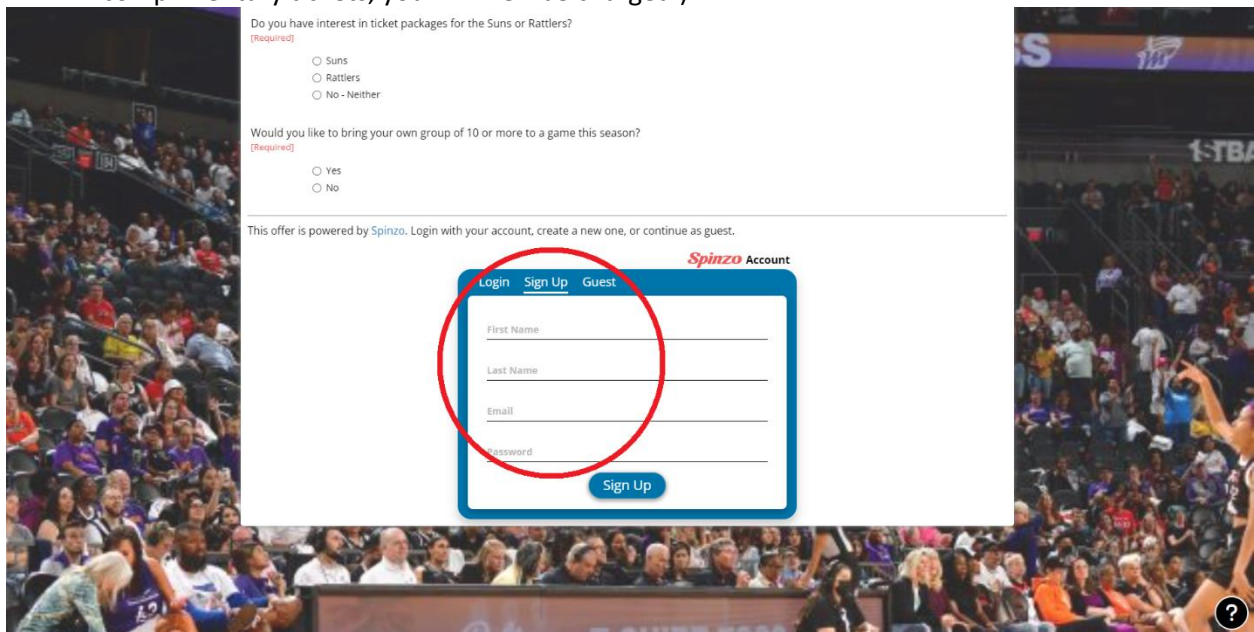 Do you have interest in ticket packages for the Suns or Rattlers?
[Required]
Suns
Rattlers
No - Neither
Would you like to bring your own group of 10 or more to a game this season?
[Required]
Yes
No
This offer is powered by Spinzo. Login with your account, create a new one, or continue as guest.
Spinzo Account
Login Sign Up Guest
First Name
Last Name
Email
Password
Sign Up
?